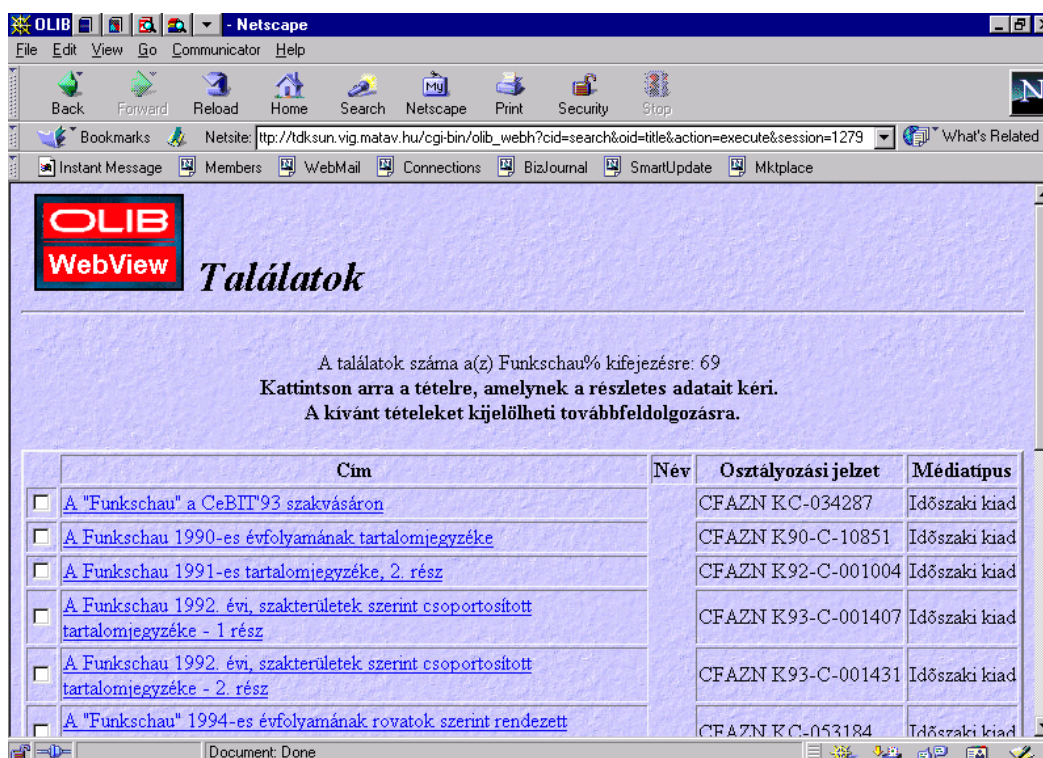 OLIB - Netscape
File Edit View Go Communicator Help
Back Forward Reload Home Search Netscape Print Security Stop
My
N
Bookmarks Netsite: ttp://tdksun.vig.matav.hu/cgi-bin/olib_webh?cid=search&oid=title&action=execute&session=1279 What's Related
Instant Message Members WebMail Connections BizJournal SmartUpdate Mktplace
OLIB
WebView Találatok
A találatok száma a(z) Funkschau% kifejezésre: 69
Kattintson arra a tételre, amelynek a részletes adatait kéri.
A kívánt tételeket kijelölheti továbbfeldolgozásra.
Cím Név Osztályozási jelzet Médiatípus
A "Funkschau" a CeBIT'93 szakvásáron CFAZN KC-034287 Időszaki kiad
A Funkschau 1990-es évfolyamának tartalomjegyzéke CFAZN K90-C-10851 Időszaki kiad
A Funkschau 1991-es tartalomjegyzéke, 2. rész CFAZN K92-C-001004 Időszaki kiad
A Funkschau 1992. évi, szakterületek szerint csoportosított
tartalomjegyzéke - 1 rész CFAZN K93-C-001407 Időszaki kiad
A Funkschau 1992. évi, szakterületek szerint csoportosított
tartalomjegyzéke - 2. rész CFAZN K93-C-001431 Időszaki kiad
A "Funkschau" 1994-es évfolyamának rovatok szerint rendezett
CFAZN KC-053184 Időszaki kiad
Document: Done